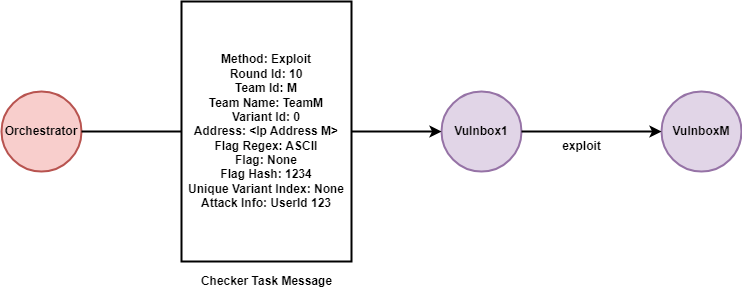 Orchestrator
Method: Exploit
Round Id: 10
Team Id: M
Team Name: TeamM
Variant Id: 0
Address: <Ip Address M>
Flag Regex: ASCII
Flag: None
Flag Hash: 1234
Unique Variant Index: None
Attack Info: UserId 123
Checker Task Message
Vulnbox1
exploit
VulnboxM